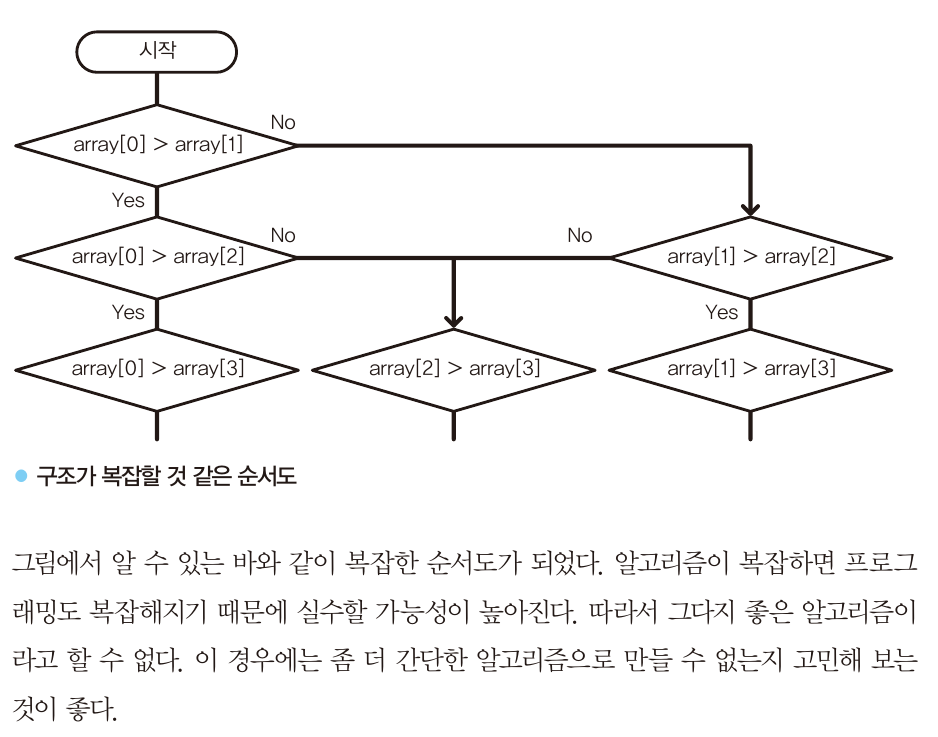 시작
No
array[0] > array[1]
Yes
No
No
array[0] > array[2]
array[1] > array[2]
Yes
Yes
array[0] > array[3]
array[2] > array[3]
array[1] > array[3]
● 구조가 복잡할 것 같은 순서도
그림에서 알 수 있는 바와 같이 복잡한 순서도가 되었다. 알고리즘이 복잡하면 프로그
래밍도 복잡해지기 때문에 실수할 가능성이 높아진다. 따라서 그다지 좋은 알고리즘이
라고 할 수 없다. 이 경우에는 좀 더 간단한 알고리즘으로 만들 수 없는지 고민해 보는
것이 좋다.